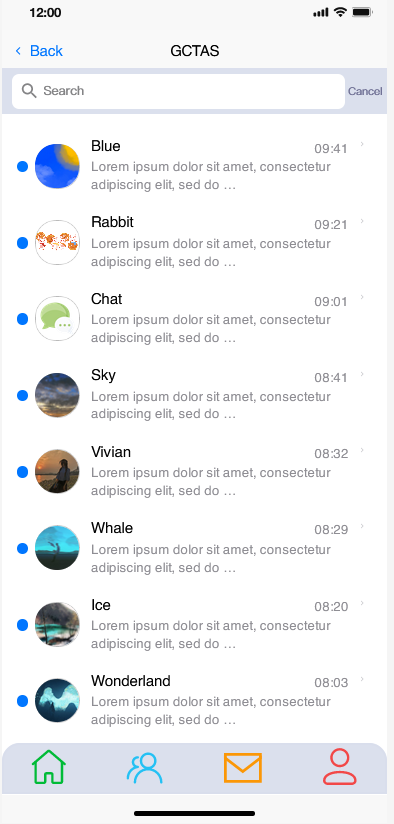 12:00
Back
GCTAS
Search
Cancel
Blue
09:41
Lorem ipsum dolor sit amet, consectetur
adipiscing elit, sed do …
Rabbit
09:21
Lorem ipsum dolor sit amet, consectetur
adipiscing elit, sed do …
Chat
09:01
Lorem ipsum dolor sit amet, consectetur
adipiscing elit, sed do …
Sky
08:41
Lorem ipsum dolor sit amet, consectetur
adipiscing elit, sed do …
Vivian
08:32
Lorem ipsum dolor sit amet, consectetur
adipiscing elit, sed do …
Whale
08:29
Lorem ipsum dolor sit amet, consectetur
adipiscing elit, sed do …
Ice
08:20
Lorem ipsum dolor sit amet, consectetur
adipiscing elit, sed do …
Wonderland
08:03
Lorem ipsum dolor sit amet, consectetur
adipiscing elit, sed do …